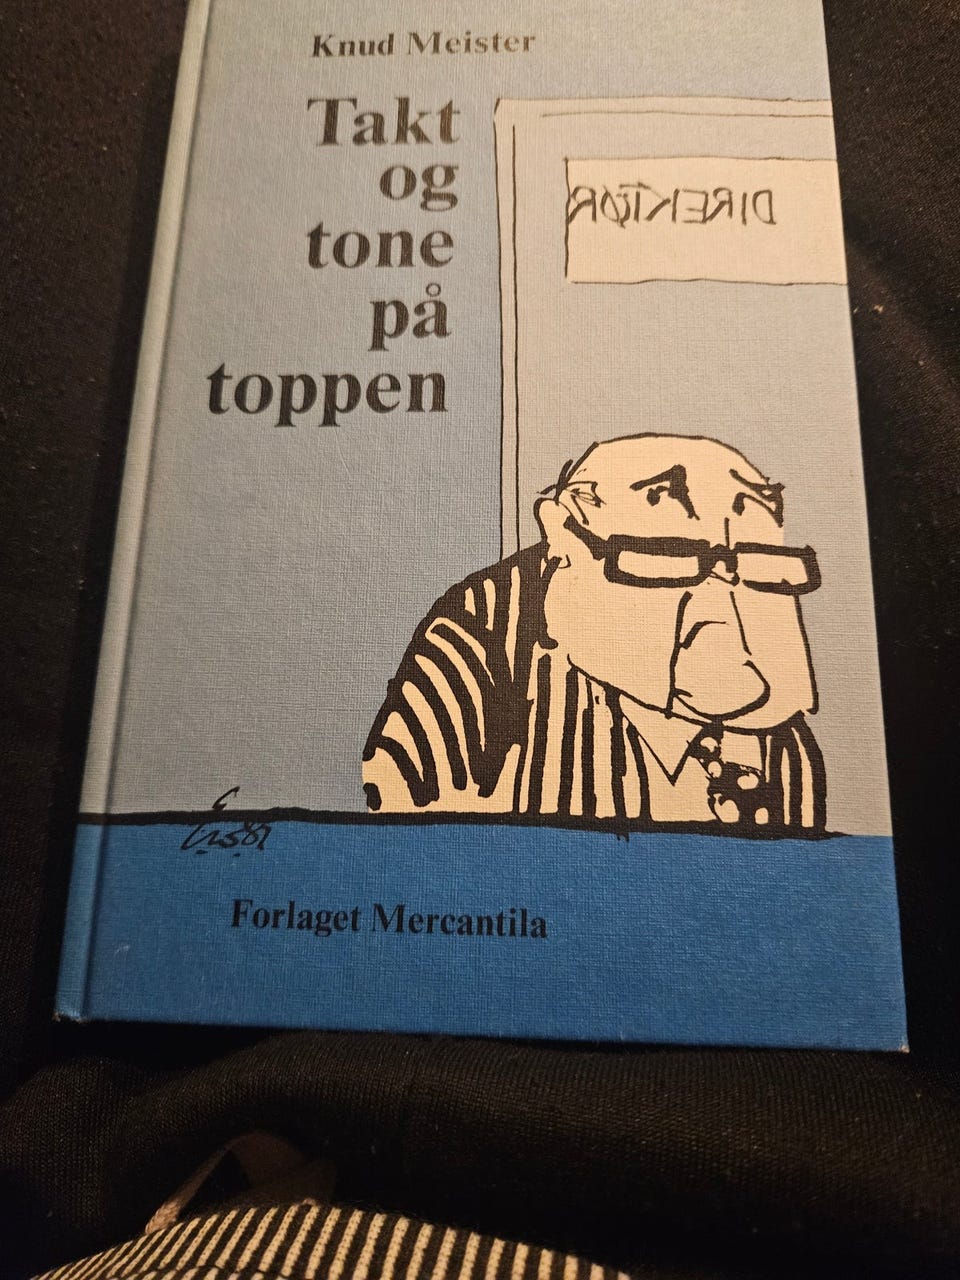 Knud Meister
Takt
og
tone
på
toppen
DIREKTØR
Forlaget Mercantila